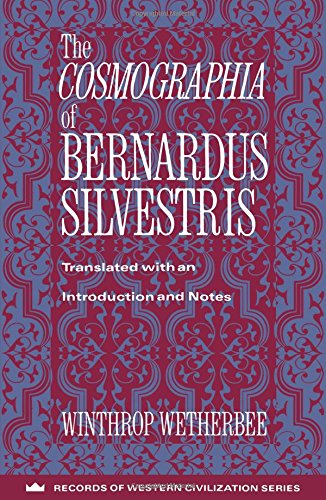 The
COSMOGRAPHIA
of
BERNARDUS
SILVESTRIS
Translated with an
Introduction and Notes
WINTHROP WETHERBEE
RECORDS OF WESTERN CIVILIZATION SERIES